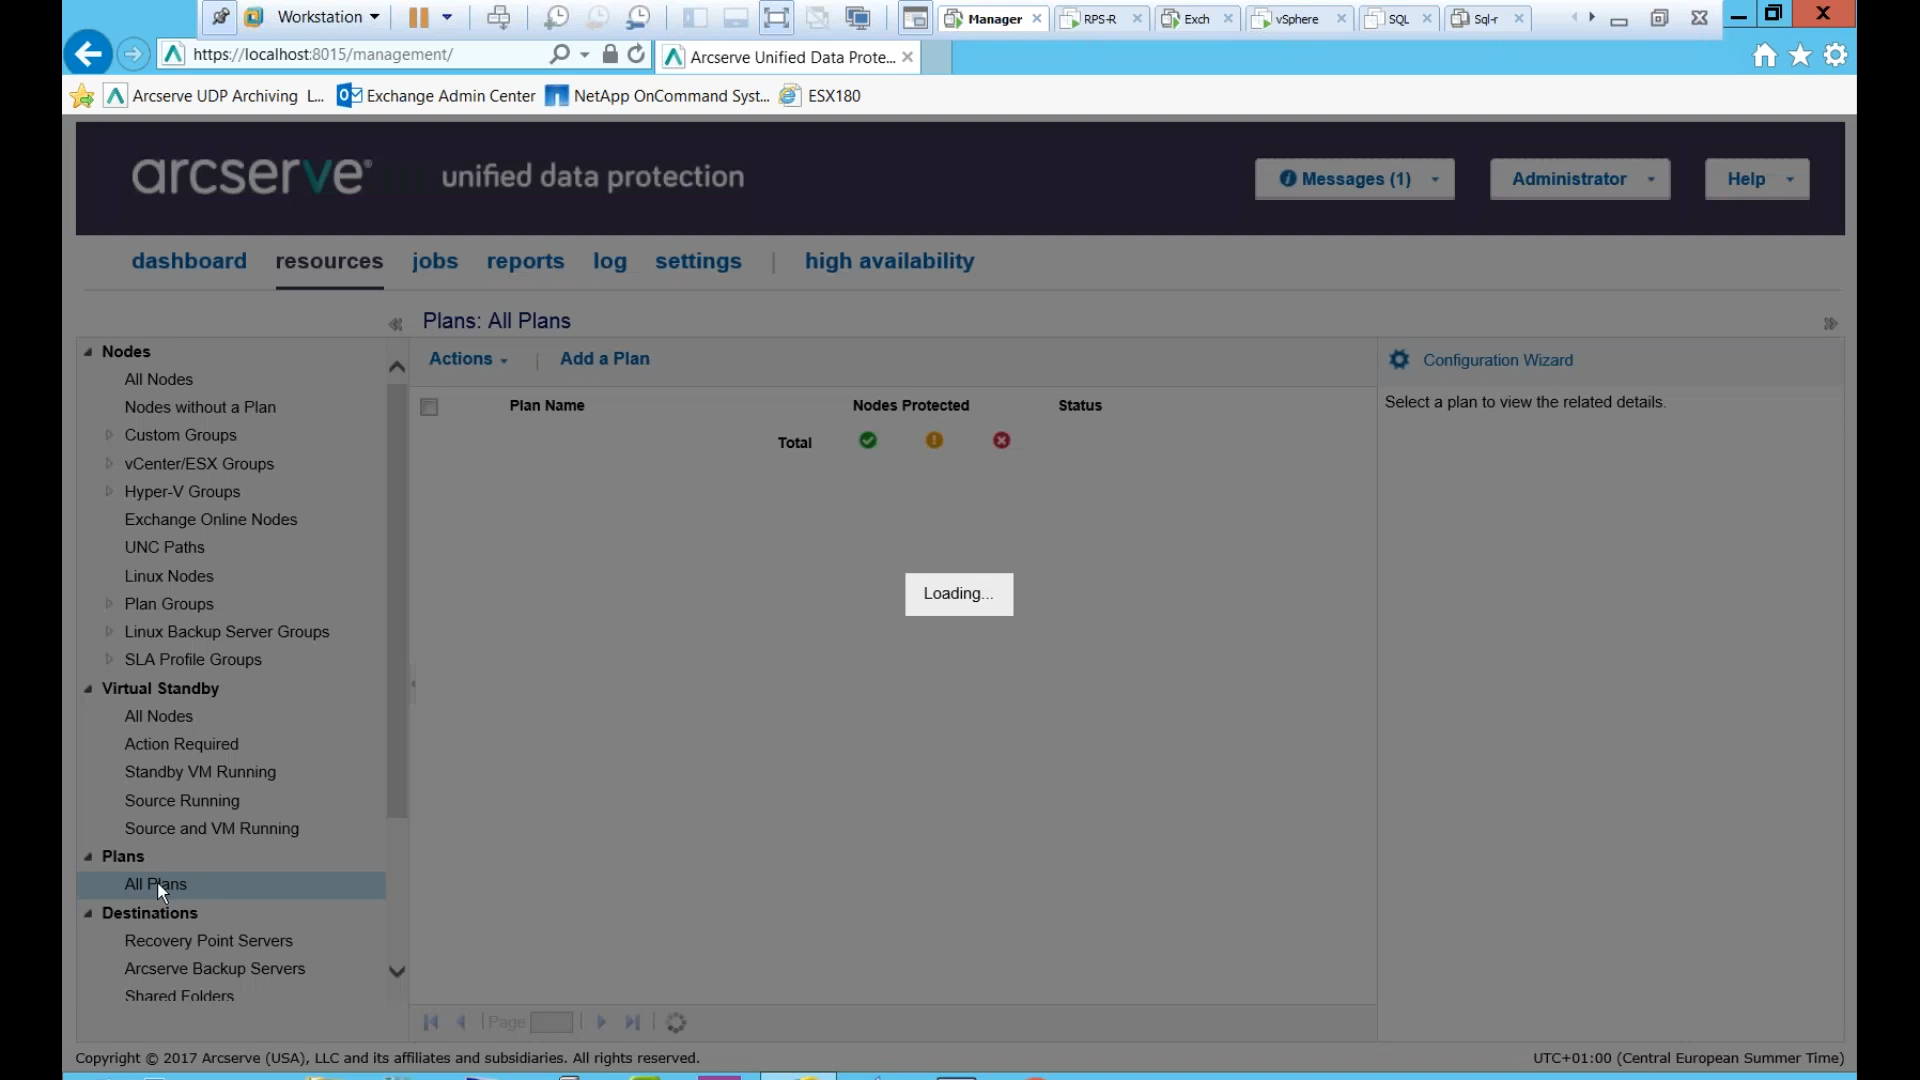 Workstation
Manager
RPS-R
Exch
vSphere
SQL
Sql-r
https://localhost:8015/management/
Arcserve Unified Data Prote...
Arcserve UDP Archiving L...
Exchange Admin Center
NetApp OnCommand Syst...
ESX180
arcserve®
unified data protection
Messages (1)
Administrator
Help
dashboard
resources
jobs
reports
log
settings
high availability
Plans: All Plans
Nodes
All Nodes
Nodes without a Plan
Custom Groups
vCenter/ESX Groups
Hyper-V Groups
Exchange Online Nodes
UNC Paths
Linux Nodes
Plan Groups
Linux Backup Server Groups
SLA Profile Groups
Virtual Standby
All Nodes
Action Required
Standby VM Running
Source Running
Source and VM Running
Plans
All Plans
Destinations
Recovery Point Servers
Arcserve Backup Servers
Shared Folders
Actions
Add a Plan
Plan Name
Nodes Protected
Status
Total
Loading...
Page
Configuration Wizard
Select a plan to view the related details.
Copyright © 2017 Arcserve (USA), LLC and its affiliates and subsidiaries. All rights reserved.
UTC+01:00 (Central European Summer Time)